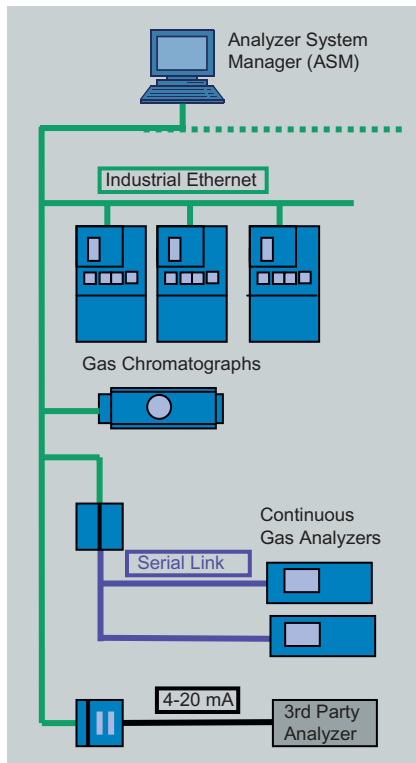 Analyzer System
Manager (ASM)
Industrial Ethernet
Gas Chromatographs
Continuous
Gas Analyzers
Serial Link
4-20 mA
3rd Party
Analyzer